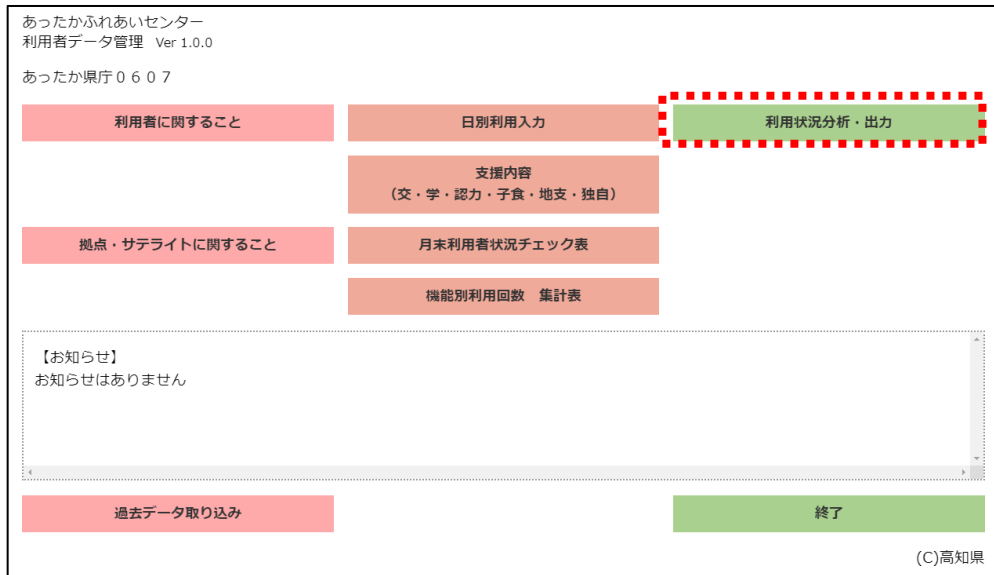 あったかふれあいセンター
利用者データ管理 Ver 1.0.0
あったか県庁０６０７
利用者に関すること
日別利用入力
利用状況分析・出力
支援内容
（交・学・認力・子食・地支・独自）
拠点・サテライトに関すること
月末利用者状況チェック表
機能別利用回数　集計表
【お知らせ】
お知らせはありません
過去データ取り込み
終了
(C)高知県